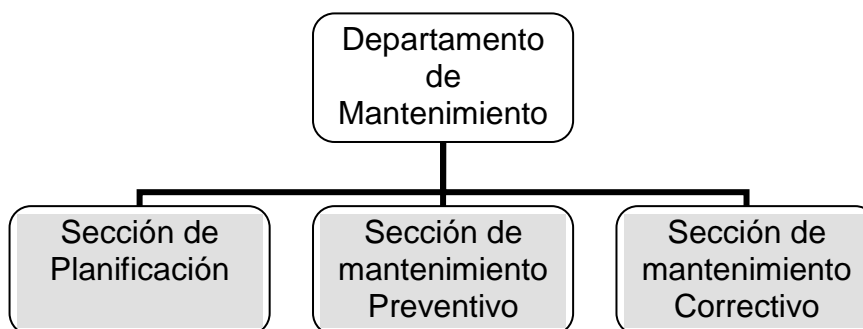 Departamento
de
Mantenimiento
Sección de
Planificación
Sección de
mantenimiento
Preventivo
Sección de
mantenimiento
Correctivo